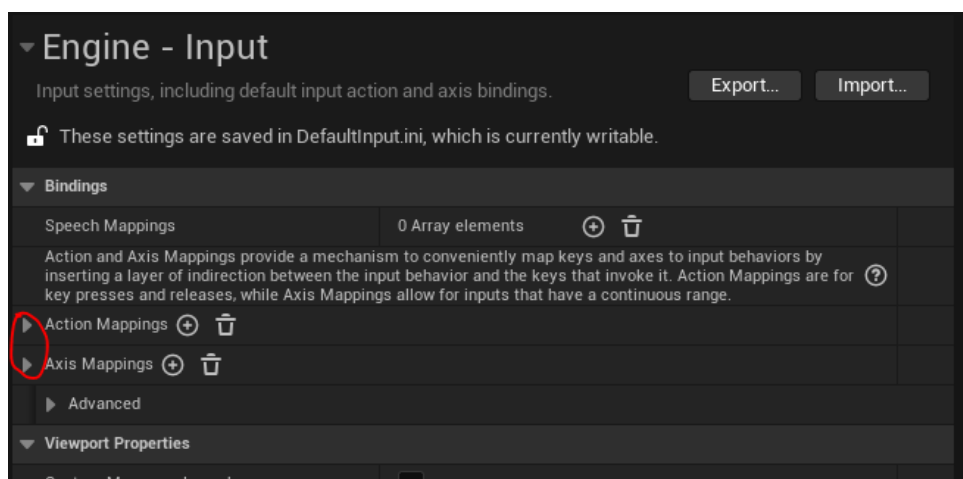 Engine - Input
Input settings, including default input action and axis bindings.
Export...
Import...
These settings are saved in DefaultInput.ini, which is currently writable.
Bindings
Speech Mappings
0 Array elements
Action and Axis Mappings provide a mechanism to conveniently map keys and axes to input behaviors by
inserting a layer of indirection between the input behavior and the keys that invoke it. Action Mappings are for
key presses and releases, while Axis Mappings allow for inputs that have a continuous range.
Action Mappings
Axis Mappings
Advanced
Viewport Properties